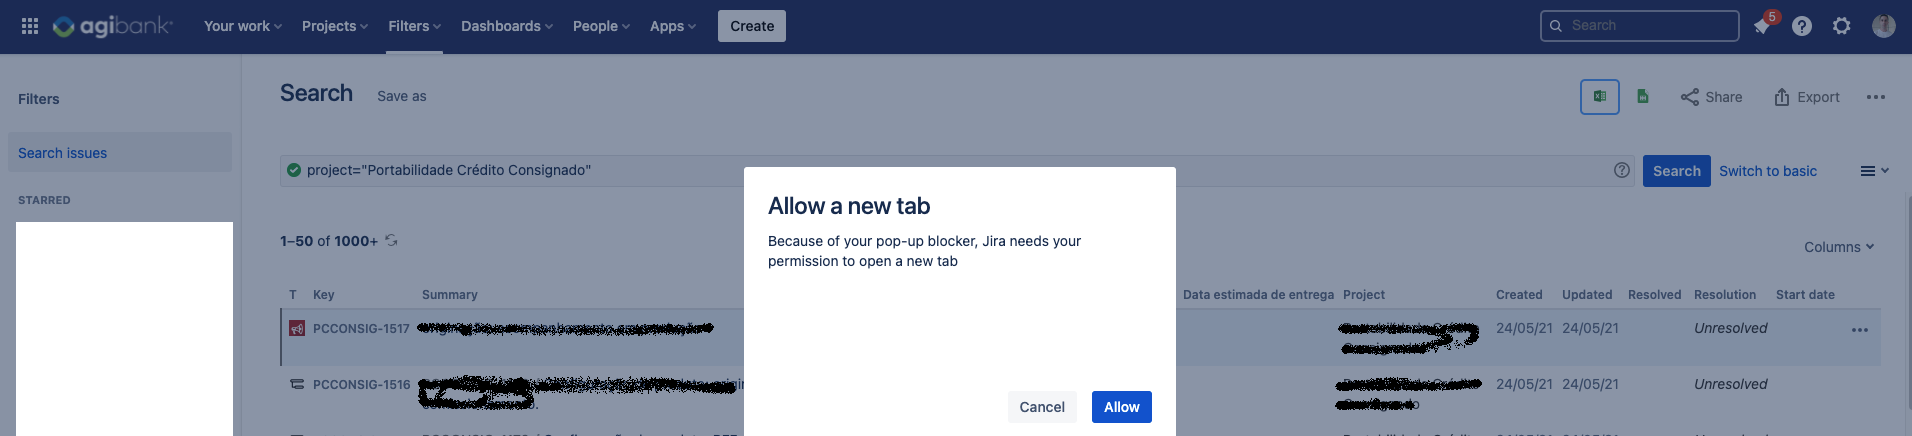 agibank
Your work
Projects
Filters
Dashboards
People
Apps
Create
Search
5
Filters
Search
Save as
Share
Export
Search issues
project="Portabilidade Crédito Consignado"
Search
Switch to basic
STARRED
Allow a new tab
Because of your pop-up blocker, Jira needs your
permission to open a new tab
1–50 of 1000+
Columns
T Key Summary Data estimada de entrega Project Created Updated Resolved Resolution Start date
PCCONSIG-1517 24/05/21 24/05/21 Unresolved
PCCONSIG-1516 24/05/21 24/05/21 Unresolved
Cancel
Allow